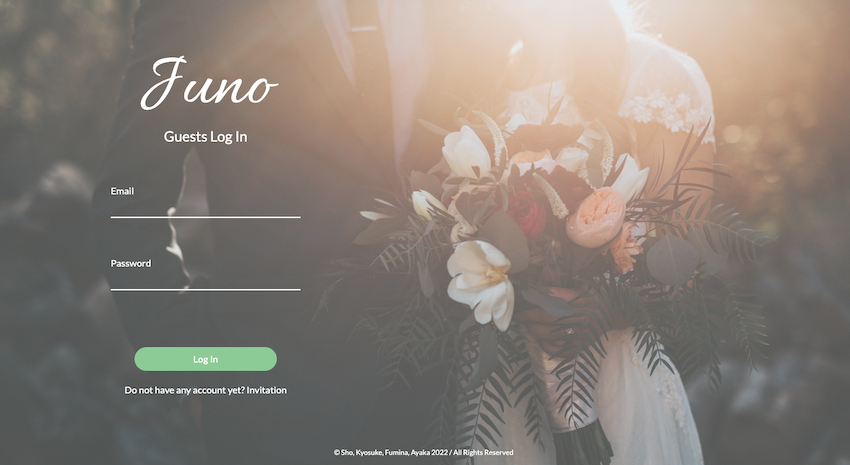 Juno
Guests Log In
Email
Password
Log In
Do not have any account yet? Invitation
© Sho, Kyosuke, Fumina, Ayaka 2022 / All Rights Reserved